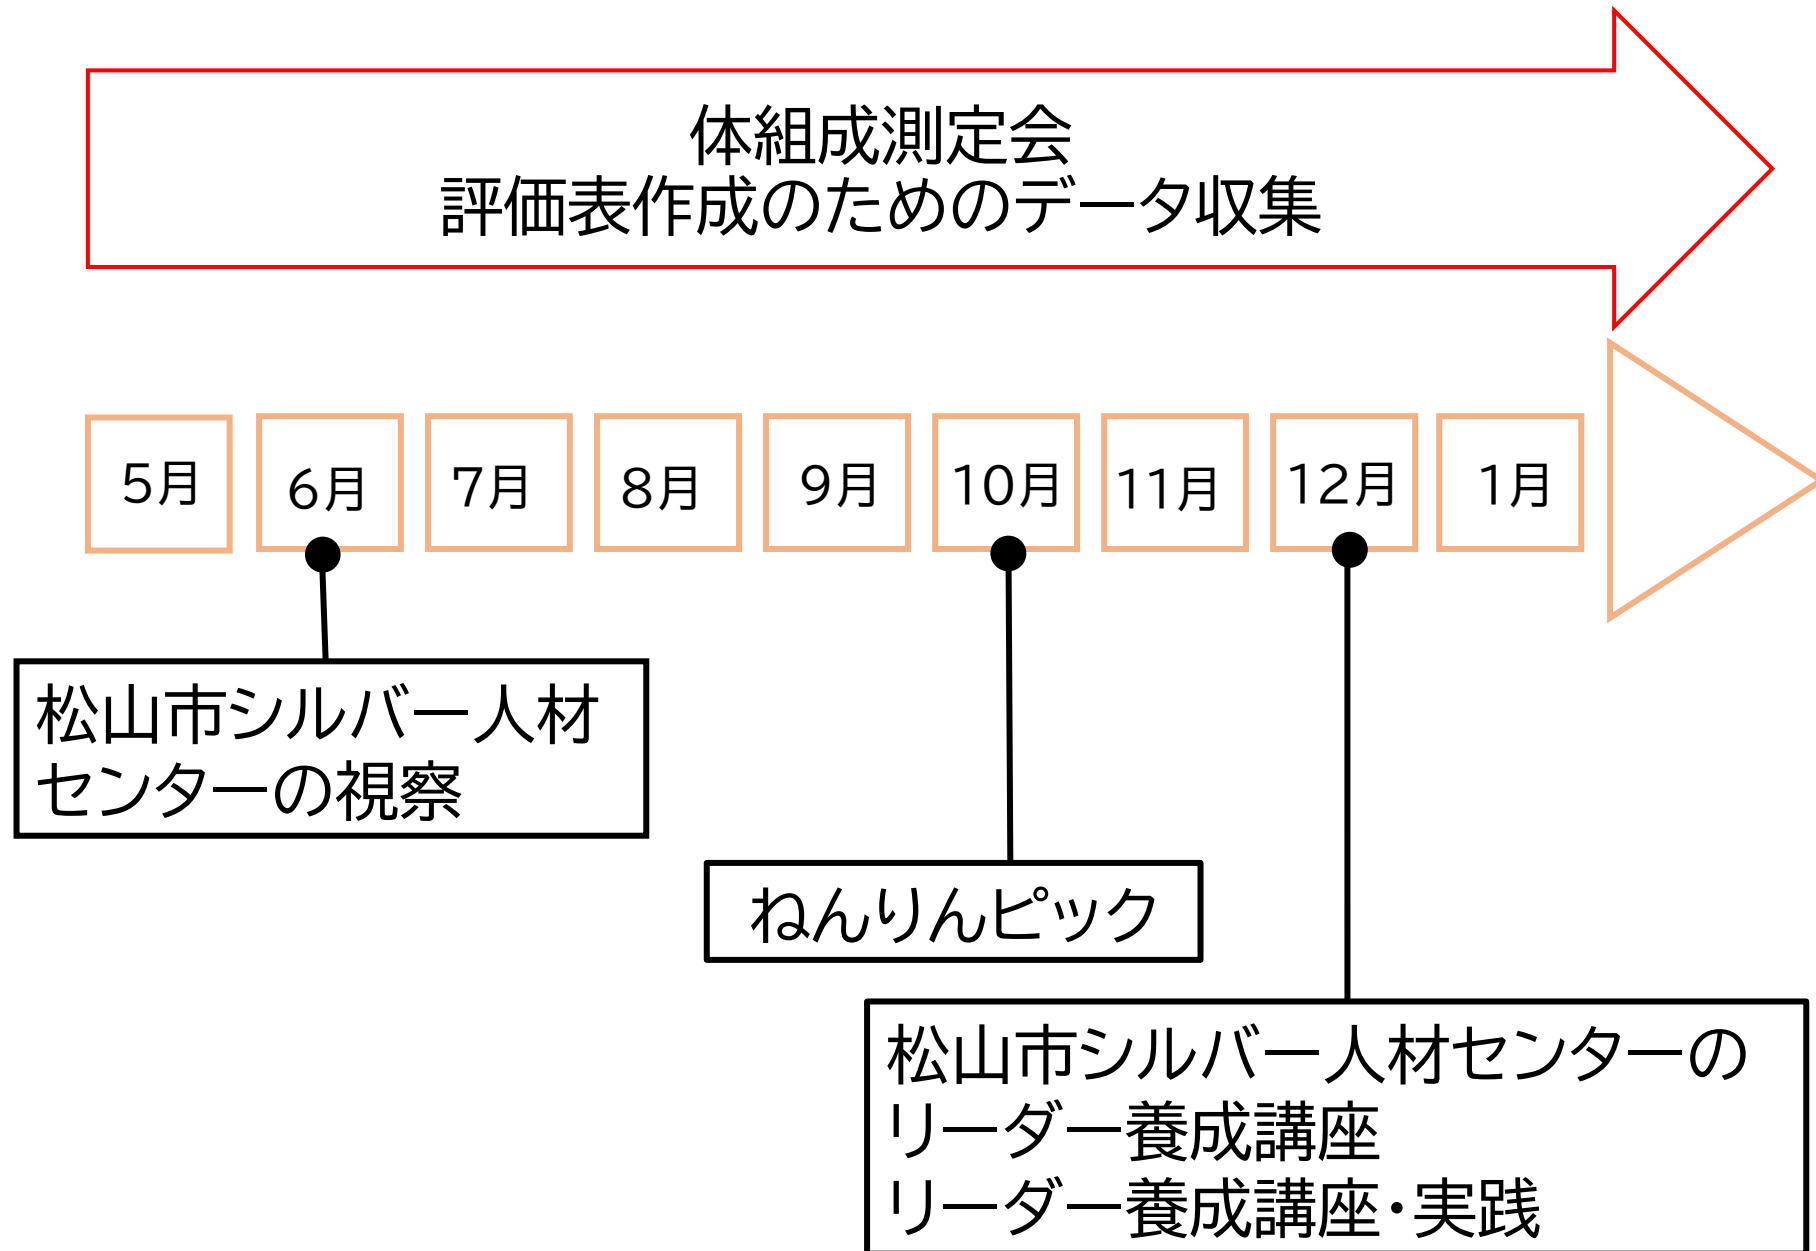 体組成測定会
評価表作成のためのデータ収集
5月 6月 7月 8月 9月 10月 11月 12月 1月
松山市シルバー人材
センターの視察
ねんりんピック
松山市シルバー人材センターの
リーダー養成講座
リーダー養成講座・実践